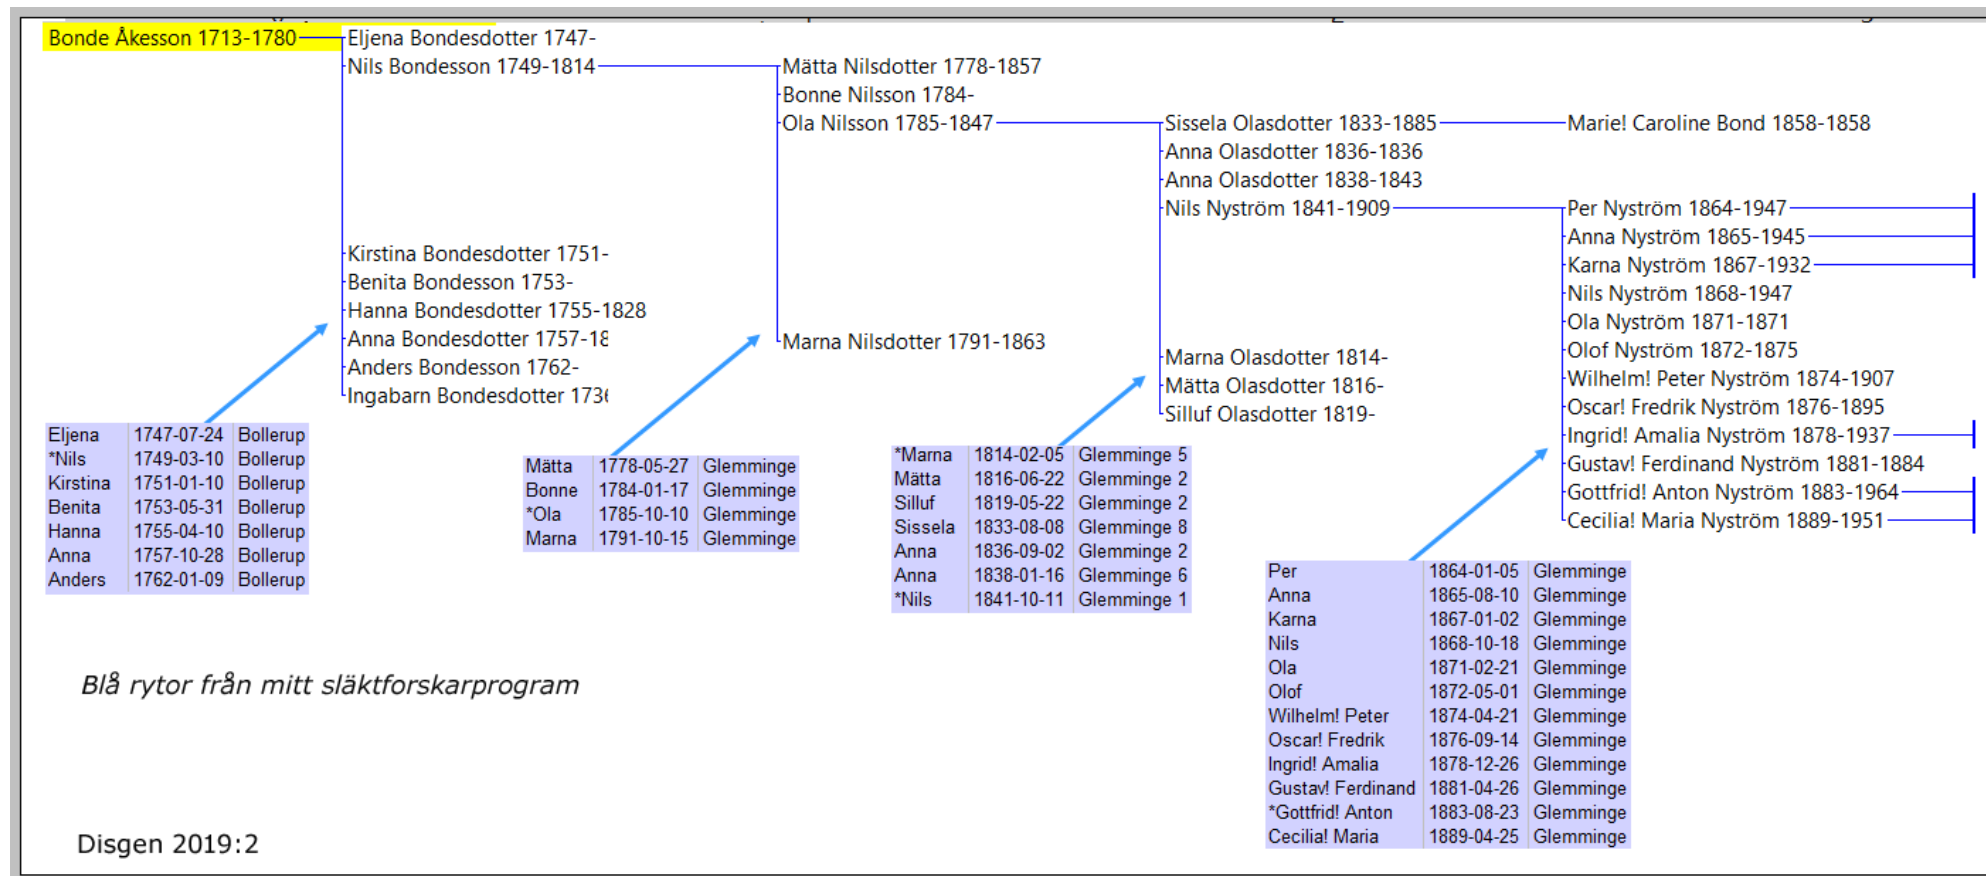 Bonde Åkesson 1713-1780
Eljena Bondesdotter 1747-
Nils Bondesson 1749-1814
Kirstina Bondesdotter 1751-
Benita Bondesson 1753-
Hanna Bondesdotter 1755-1828
Anna Bondesdotter 1757-18
Anders Bondesson 1762-
Ingabarn Bondesdotter 173
Mätta Nilsdotter 1778-1857
Bonne Nilsson 1784-
Ola Nilsson 1785-1847
Marna Nilsdotter 1791-1863
Sissela Olasdotter 1833-1885
Anna Olasdotter 1836-1836
Anna Olasdotter 1838-1843
Nils Nyström 1841-1909
Marna Olasdotter 1814-
Mätta Olasdotter 1816-
Silluf Olasdotter 1819-
Marie! Caroline Bond 1858-1858
Per Nyström 1864-1947
Anna Nyström 1865-1945
Karna Nyström 1867-1932
Nils Nyström 1868-1947
Ola Nyström 1871-1871
Olof Nyström 1872-1875
Wilhelm! Peter Nyström 1874-1907
Oscar! Fredrik Nyström 1876-1895
Ingrid! Amalia Nyström 1878-1937
Gustav! Ferdinand Nyström 1881-1884
Gottfrid! Anton Nyström 1883-1964
Cecilia! Maria Nyström 1889-1951
Eljena 1747-07-24 Bollerup
*Nils 1749-03-10 Bollerup
Kirstina 1751-01-10 Bollerup
Benita 1753-05-31 Bollerup
Hanna 1755-04-10 Bollerup
Anna 1757-10-28 Bollerup
Anders 1762-01-09 Bollerup
Mätta 1778-05-27 Glemminge
Bonne 1784-01-17 Glemminge
*Ola 1785-10-10 Glemminge
Marna 1791-10-15 Glemminge
*Marna 1814-02-05 Glemminge 5
Mätta 1816-06-22 Glemminge 2
Silluf 1819-05-22 Glemminge 2
Sissela 1833-08-08 Glemminge 8
Anna 1836-09-02 Glemminge 2
Anna 1838-01-16 Glemminge 6
*Nils 1841-10-11 Glemminge 1
Per 1864-01-05 Glemminge
Anna 1865-08-10 Glemminge
Karna 1867-01-02 Glemminge
Nils 1868-10-18 Glemminge
Ola 1871-02-21 Glemminge
Olof 1872-05-01 Glemminge
Wilhelm! Peter 1874-04-21 Glemminge
Oscar! Fredrik 1876-09-14 Glemminge
Ingrid! Amalia 1878-12-26 Glemminge
Gustav! Ferdinand 1881-04-26 Glemminge
*Gottfrid! Anton 1883-08-23 Glemminge
Cecilia! Maria 1889-04-25 Glemminge
Blå rytor från mitt släktforskarprogram
Disgen 2019:2